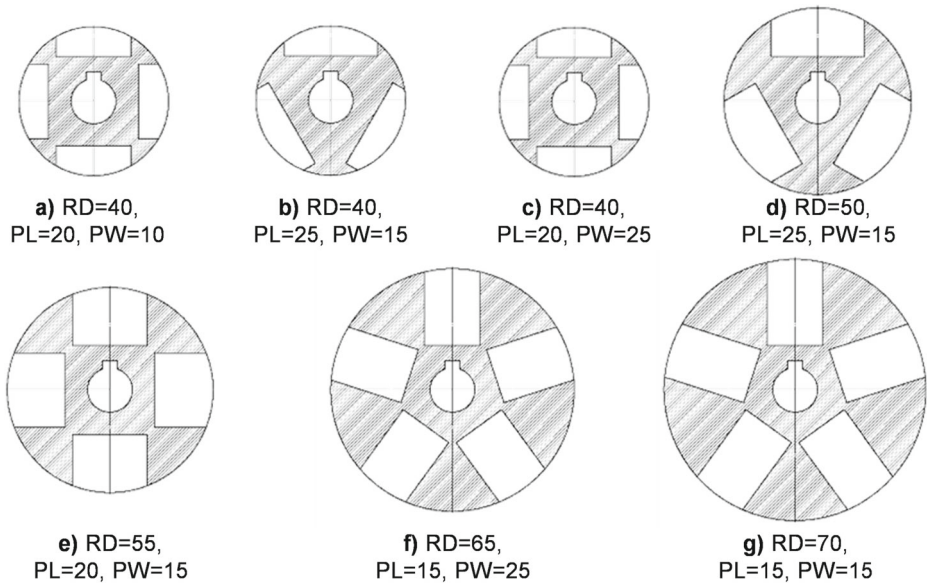 a) RD=40,
PL=20, PW=10
b) RD=40,
PL=25, PW=15
c) RD=40,
PL=20, PW=25
d) RD=50,
PL=25, PW=15
e) RD=55,
PL=20, PW=15
f) RD=65,
PL=15, PW=25
g) RD=70,
PL=15, PW=15